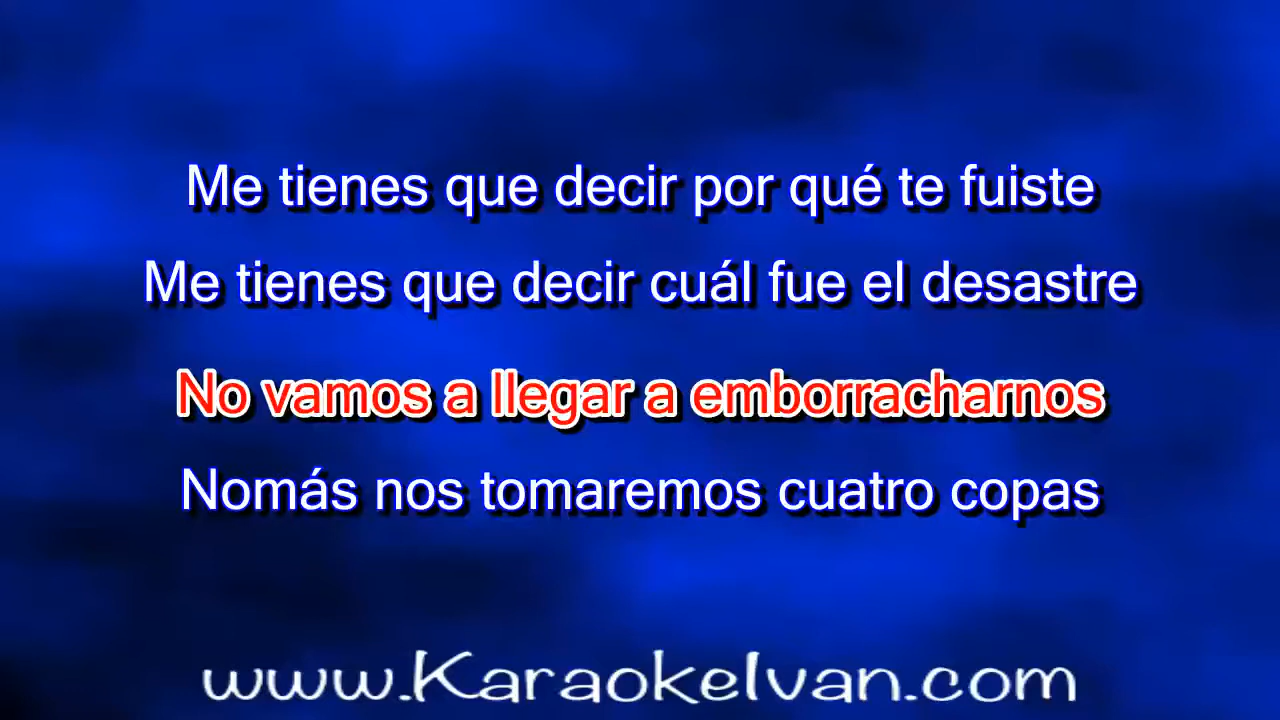 Me tienes que decir por qué te fuiste
Me tienes que decir cuál fue el desastre
No vamos a llegar a emborracharnos
Nomás nos tomaremos cuatro copas
www.KaraokeIvan.com